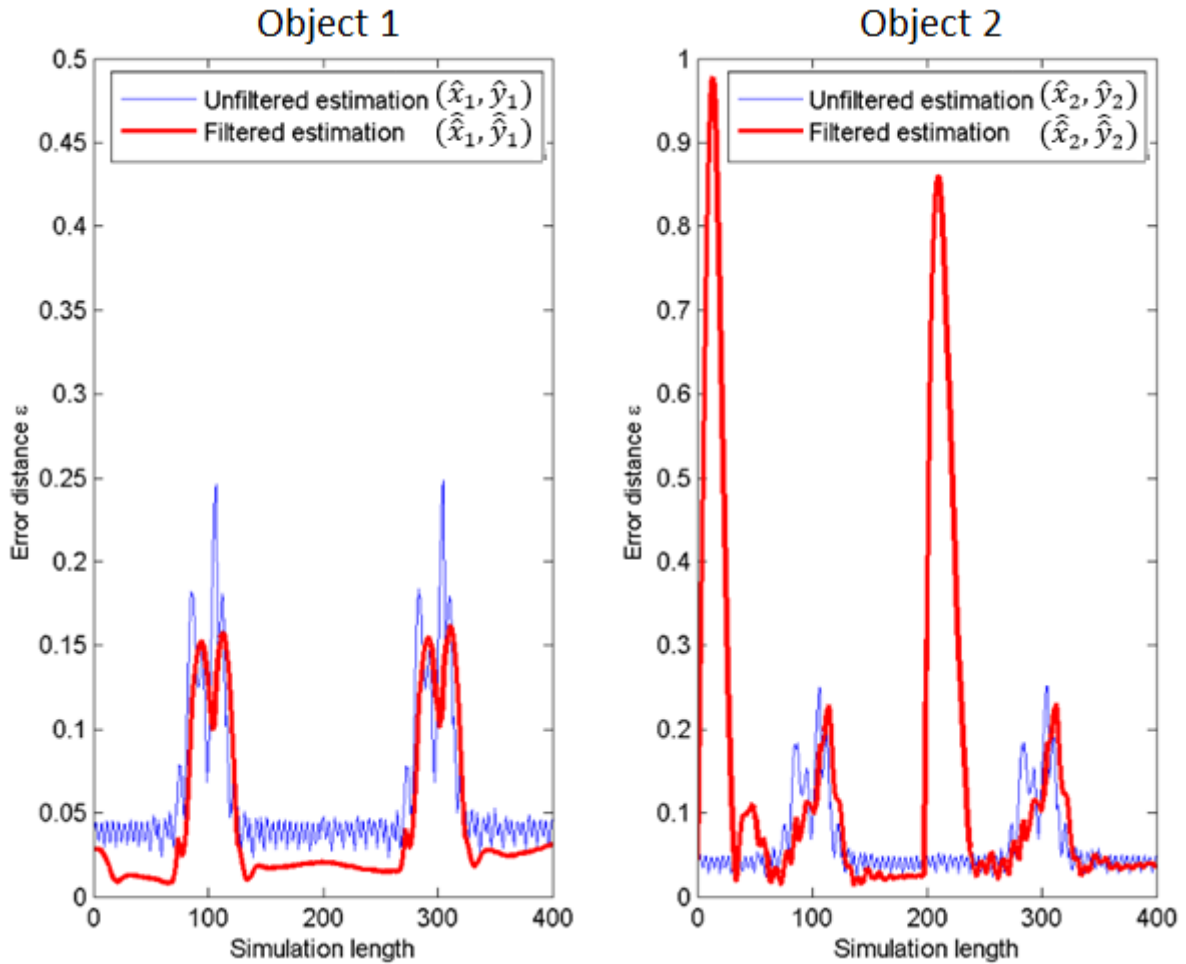 Object 1
0.5
0.45
0.4
0.35
0.3
0.25
0.2
0.15
0.1
0.05
0
0 100 200 300 400
Error distance ε
Simulation length
Unfiltered estimation (x̂₁, ŷ₁)
Filtered estimation (x̂̂₁, ŷ̂₁)
Object 2
1
0.9
0.8
0.7
0.6
0.5
0.4
0.3
0.2
0.1
0
0 100 200 300 400
Error distance ε
Simulation length
Unfiltered estimation (x̂₂, ŷ₂)
Filtered estimation (x̂̂₂, ŷ̂₂)